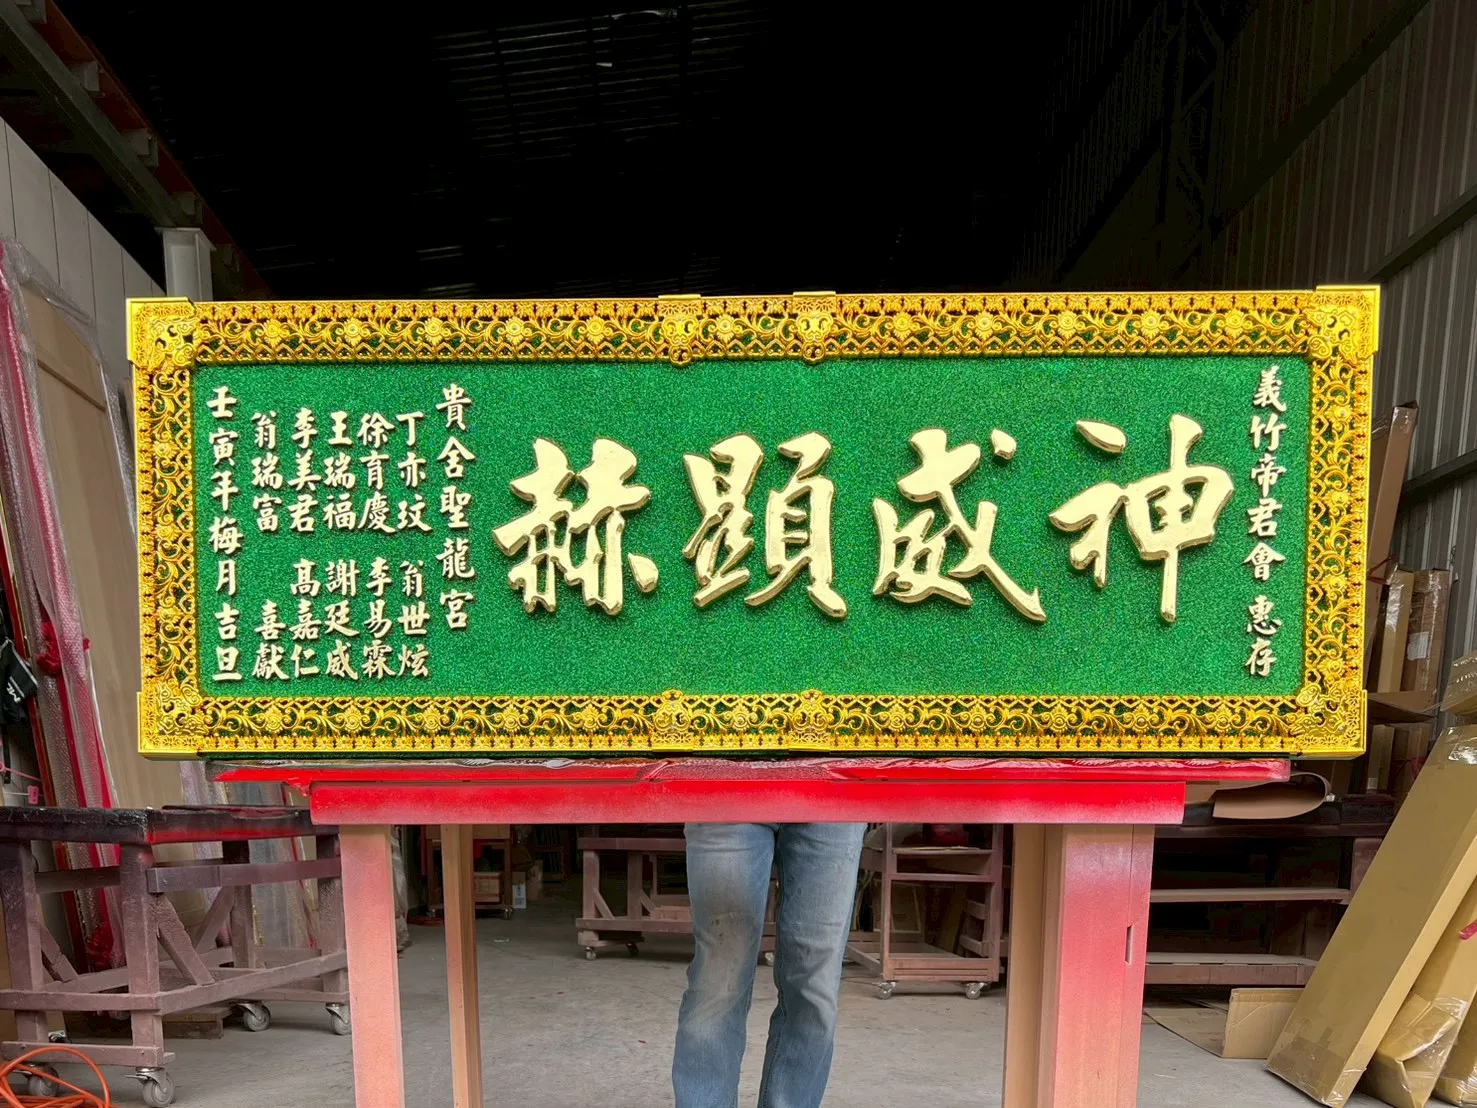 義竹帝君會 惠存
神威顯赫
貴舍聖龍宮
丁亦玟 翁世炫
徐育慶 李易霖
王瑞福 謝廷威
李美君 高嘉仁
翁瑞富 喜獻
壬寅年梅月吉旦